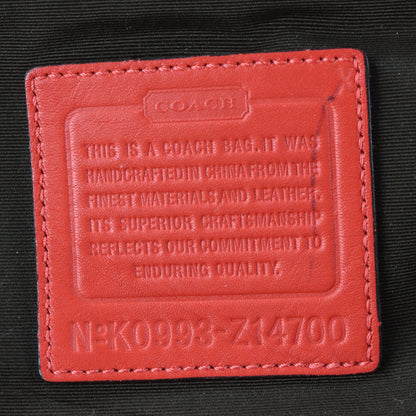 COACH
THIS IS A COACH BAG. IT WAS
HANDCRAFTED IN CHINA FROM THE
FINEST MATERIALS AND LEATHER.
ITS SUPERIOR CRAFTSMANSHIP
REFLECTS OUR COMMITMENT TO
ENDURING QUALITY.
NºK0993-Z14700